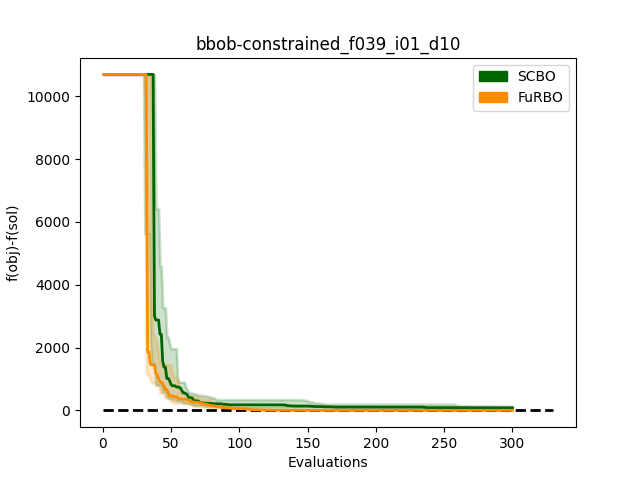 bbob-constrained_f039_i01_d10
SCBO
FuRBO
f(obj)-f(sol)
10000
8000
6000
4000
2000
0
0 50 100 150 200 250 300
Evaluations